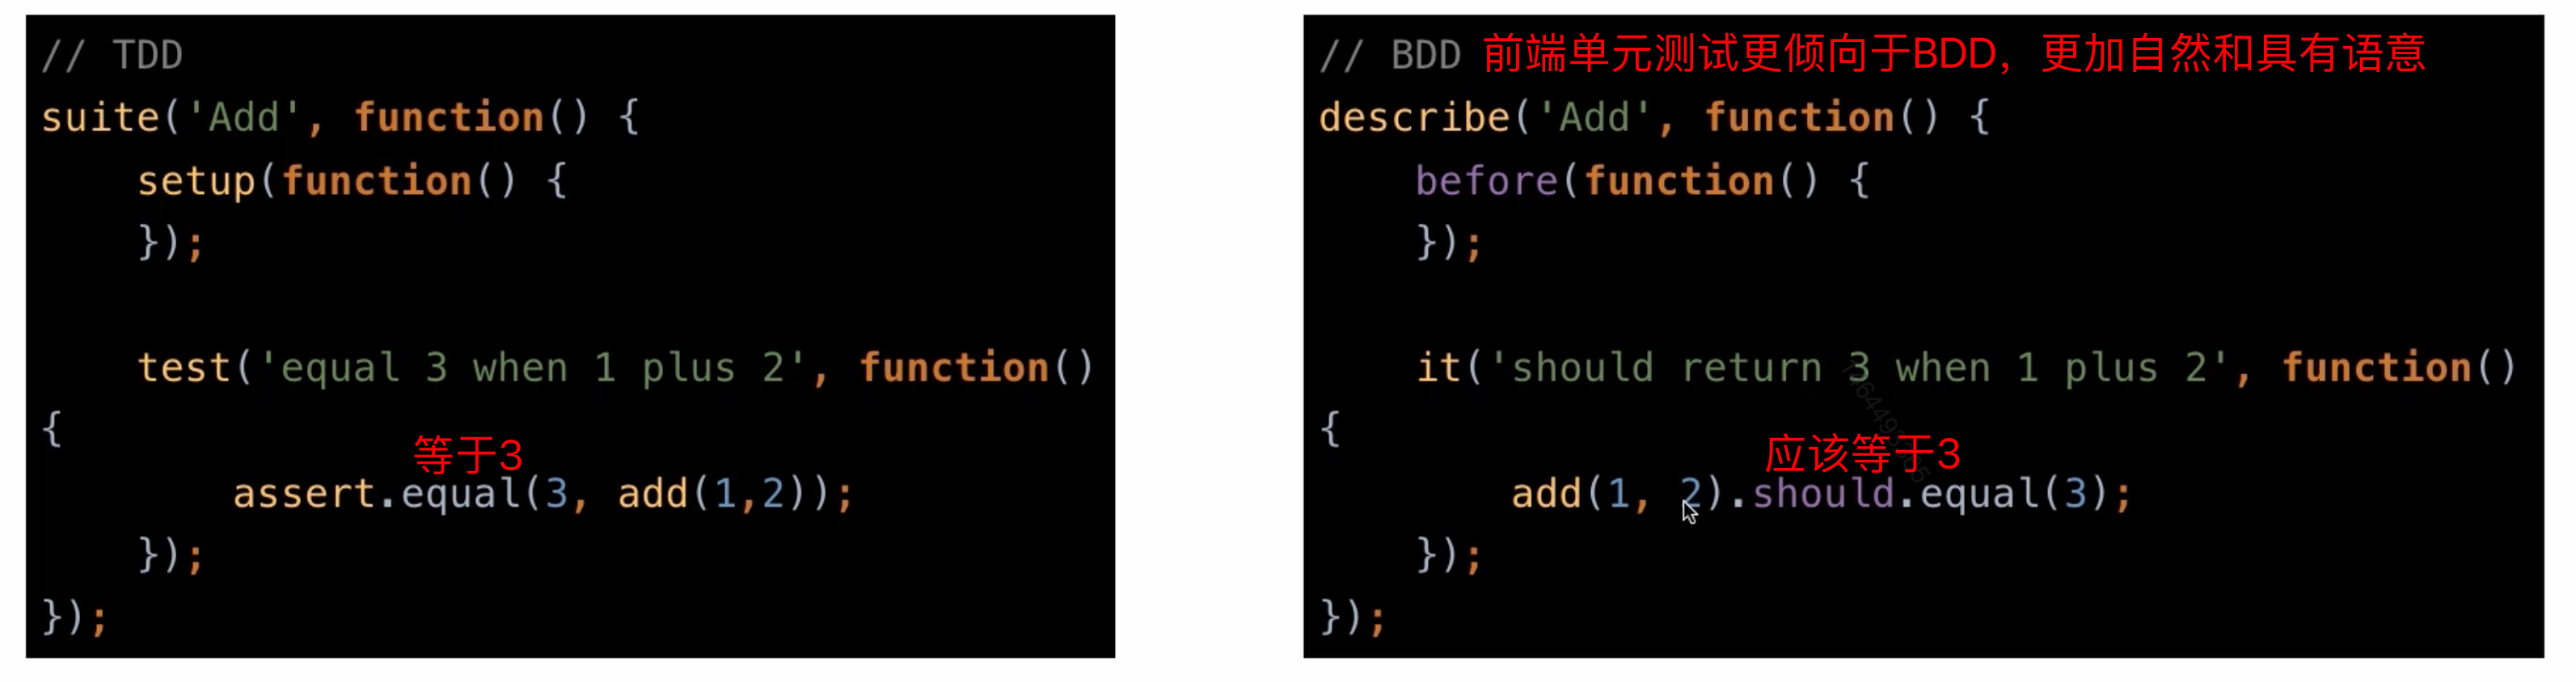 // TDD
suite('Add', function() {
setup(function() {
});
test('equal 3 when 1 plus 2', function()
{
等于3
assert.equal(3, add(1,2));
});
});
// BDD 前端单元测试更倾向于BDD，更加自然和具有语意
describe('Add', function() {
before(function() {
});
it('should return 3 when 1 plus 2', function()
{
应该等于3
add(1, 2).should.equal(3);
});
});